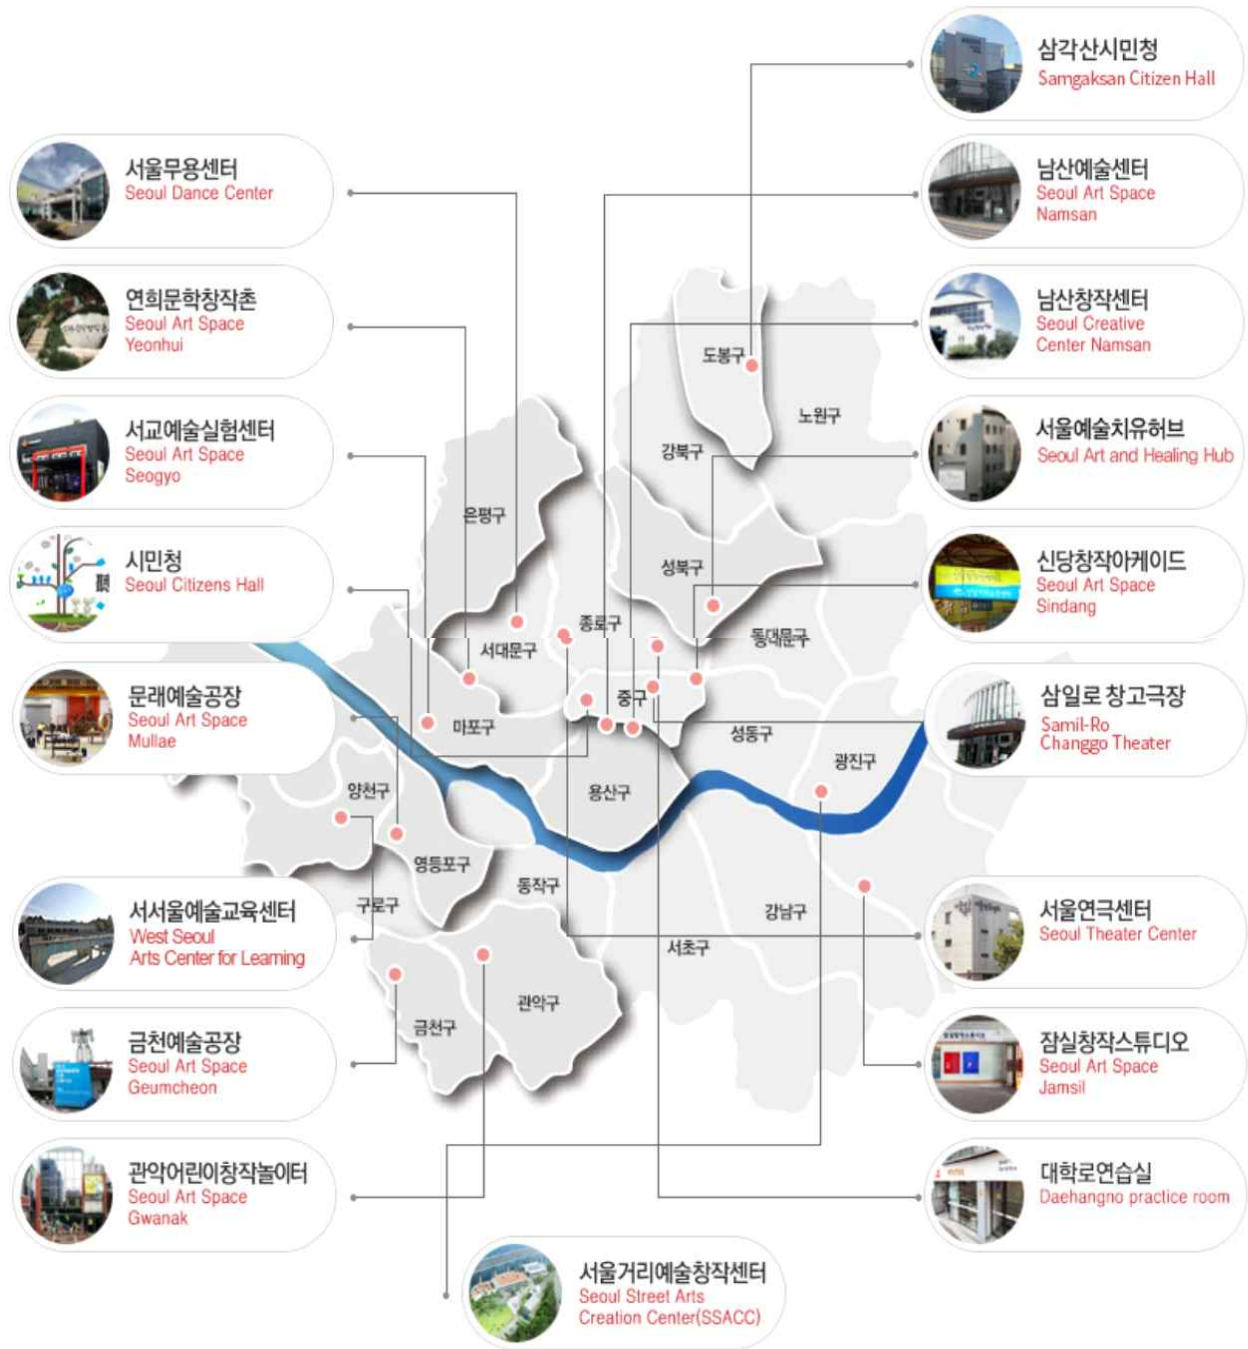 삼각산시민청
Samgaksan Citizen Hall
서울무용센터
Seoul Dance Center
남산예술센터
Seoul Art Space
Namsan
연희문학창작촌
Seoul Art Space
Yeonhui
남산창작센터
Seoul Creative
Center Namsan
서교예술실험센터
Seoul Art Space
Seogyo
서울예술치유허브
Seoul Art and Healing Hub
시민청
Seoul Citizens Hall
신당창작아케이드
Seoul Art Space
Sindang
문래예술공장
Seoul Art Space
Mullae
삼일로 창고극장
Samil-Ro
Changgo Theater
서서울예술교육센터
West Seoul
Arts Center for Learning
서울연극센터
Seoul Theater Center
금천예술공장
Seoul Art Space
Geumcheon
잠실창작스튜디오
Seoul Art Space
Jamsil
관악어린이창작놀이터
Seoul Art Space
Gwanak
대학로연습실
Daehangno practice room
서울거리예술창작센터
Seoul Street Arts
Creation Center(SSACC)
도봉구
노원구
강북구
은평구
성북구
종로구
동대문구
서대문구
중구
마포구
성동구
광진구
양천구
용산구
영등포구
동작구
구로구
강남구
서초구
관악구
금천구